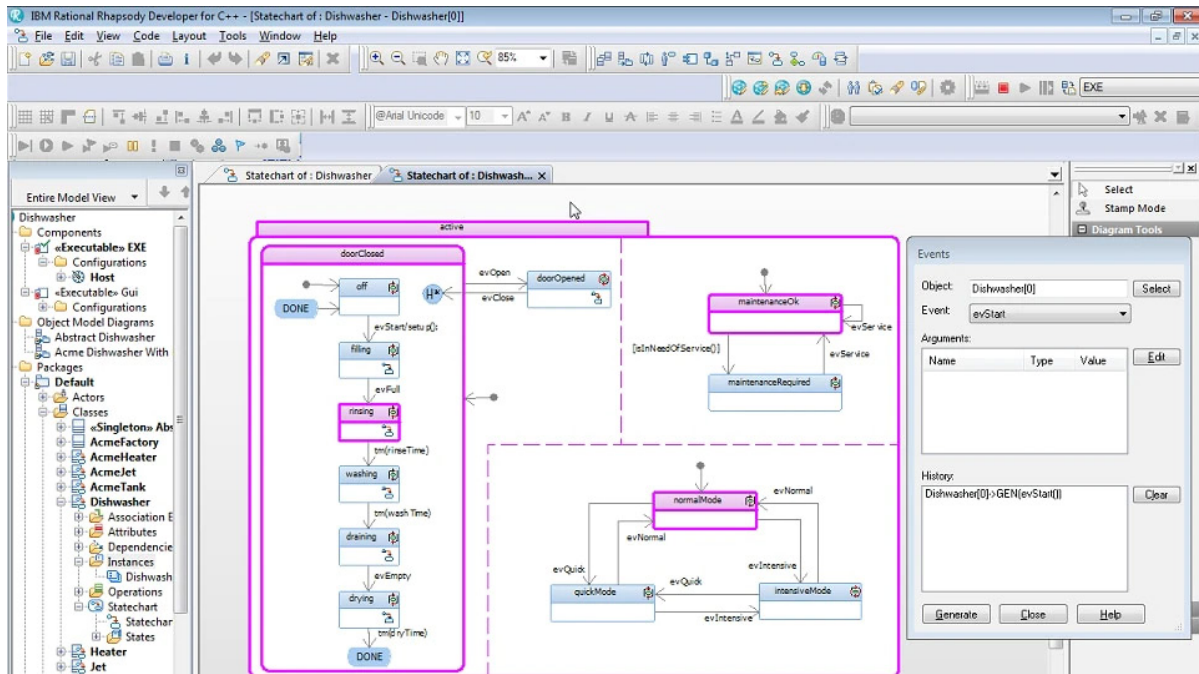 IBM Rational Rhapsody Developer for C++ - [Statechart of : Dishwasher - Dishwasher[0]]
File Edit View Code Layout Tools Window Help
85%
EXE
@Arial Unicode 10
Entire Model View
Statechart of : Dishwasher
Statechart of : Dishwash...
Select
Stamp Mode
Diagram Tools
Dishwasher
Components
«Executable» EXE
Configurations
Host
«Executable» Gui
Configurations
Object Model Diagrams
Abstract Dishwasher
Acme Dishwasher With
Packages
Default
Actors
Classes
«Singleton» Abs
AcmeFactory
AcmeHeater
AcmeJet
AcmeTank
Dishwasher
Association E
Attributes
Dependencie
Instances
Dishwash
Operations
Statechart
Statechar
States
Heater
Jet
active
doorClosed
off
DONE
evStart/setup();
filling
evFull
rinsing
tm(rinseTime)
washing
tm(washTime)
draining
evEmpty
drying
tm(dryTime)
DONE
H*
evOpen
evClose
doorOpened
maintenanceOk
evService
[isInNeedOfService()]
evService
maintenanceRequired
normalMode
evNormal
evNormal
evQuick
evIntensive
quickMode
evQuick
intensiveMode
evIntensive
Events
Object: Dishwasher[0] Select
Event: evStart
Arguments:
Name Type Value Edit
History:
Dishwasher[0]->GEN(evStart()) Clear
Generate Close Help